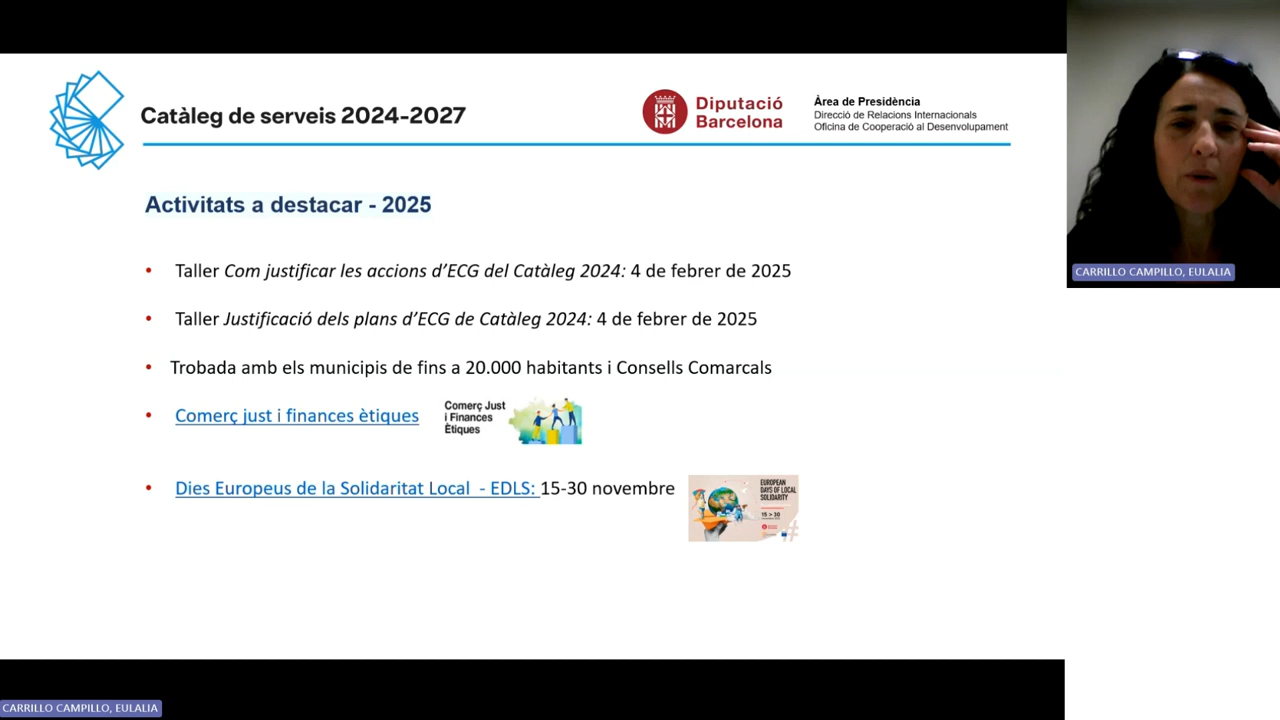 Catàleg de serveis 2024-2027
Diputació
Barcelona
Àrea de Presidència
Direcció de Relacions Internacionals
Oficina de Cooperació al Desenvolupament
Activitats a destacar - 2025
• Taller Com justificar les accions d’ECG del Catàleg 2024: 4 de febrer de 2025
• Taller Justificació dels plans d’ECG de Catàleg 2024: 4 de febrer de 2025
• Trobada amb els municipis de fins a 20.000 habitants i Consells Comarcals
• Comerç just i finances ètiques
Comerç Just
i Finances
Ètiques
• Dies Europeus de la Solidaritat Local - EDLS: 15-30 novembre
EUROPEAN
DAYS OF LOCAL
SOLIDARITY
15 > 30
#
CARRILLO CAMPILLO, EULALIA
CARRILLO CAMPILLO, EULALIA